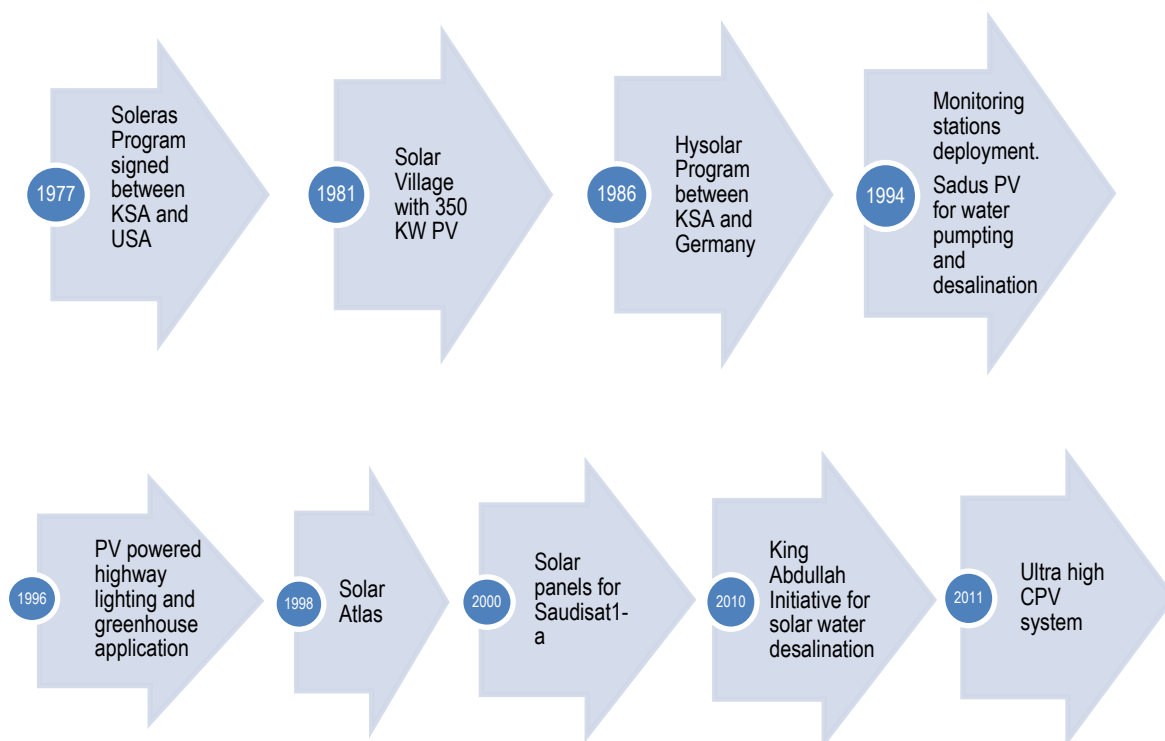 1977
Soleras
Program
signed
between
KSA and
USA
1981
Solar
Village
with 350
KW PV
1986
Hysolar
Program
between
KSA and
Germany
1994
Monitoring
stations
deployment.
Sadus PV
for water
pumpting
and
desalination
1996
PV powered
highway
lighting and
greenhouse
application
1998
Solar
Atlas
2000
Solar
panels for
Saudisat1-
a
2010
King
Abdullah
Initiative for
solar water
desalination
2011
Ultra high
CPV
system